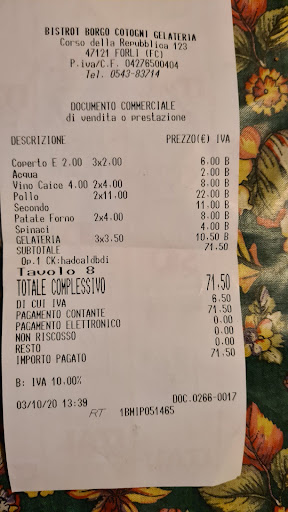 BISTROT BORGO COTOGNI GELATERIA
Corso della Repubblica 123
47121 FORLI (FC)
P.iva/C.F. 04276500404
Tel. 0543-83714
DOCUMENTO COMMERCIALE
di vendita o prestazione
DESCRIZIONE PREZZO(€) IVA
Coperto E 2.00 3x2.00 6.00 B
Acqua 2.00 B
Vino Caice 4.00 2x4.00 8.00 B
Pollo 2x11.00 22.00 B
Secondo 11.00 B
Patate Forno 2x4.00 8.00 B
Spinaci 4.00 B
GELATERIA 3x3.50 10.50 B
SUBTOTALE 71.50
Op.1 CK:hadoaldbdi
Tavolo 8
TOTALE COMPLESSIVO 71,50
DI CUI IVA 6.50
PAGAMENTO CONTANTE 71.50
PAGAMENTO ELETTRONICO 0.00
NON RISCOSSO 0.00
RESTO 0.00
IMPORTO PAGATO 71.50
B: IVA 10.00%
03/10/20 13:39 DOC.0266-0017
RT 1BMIP051465